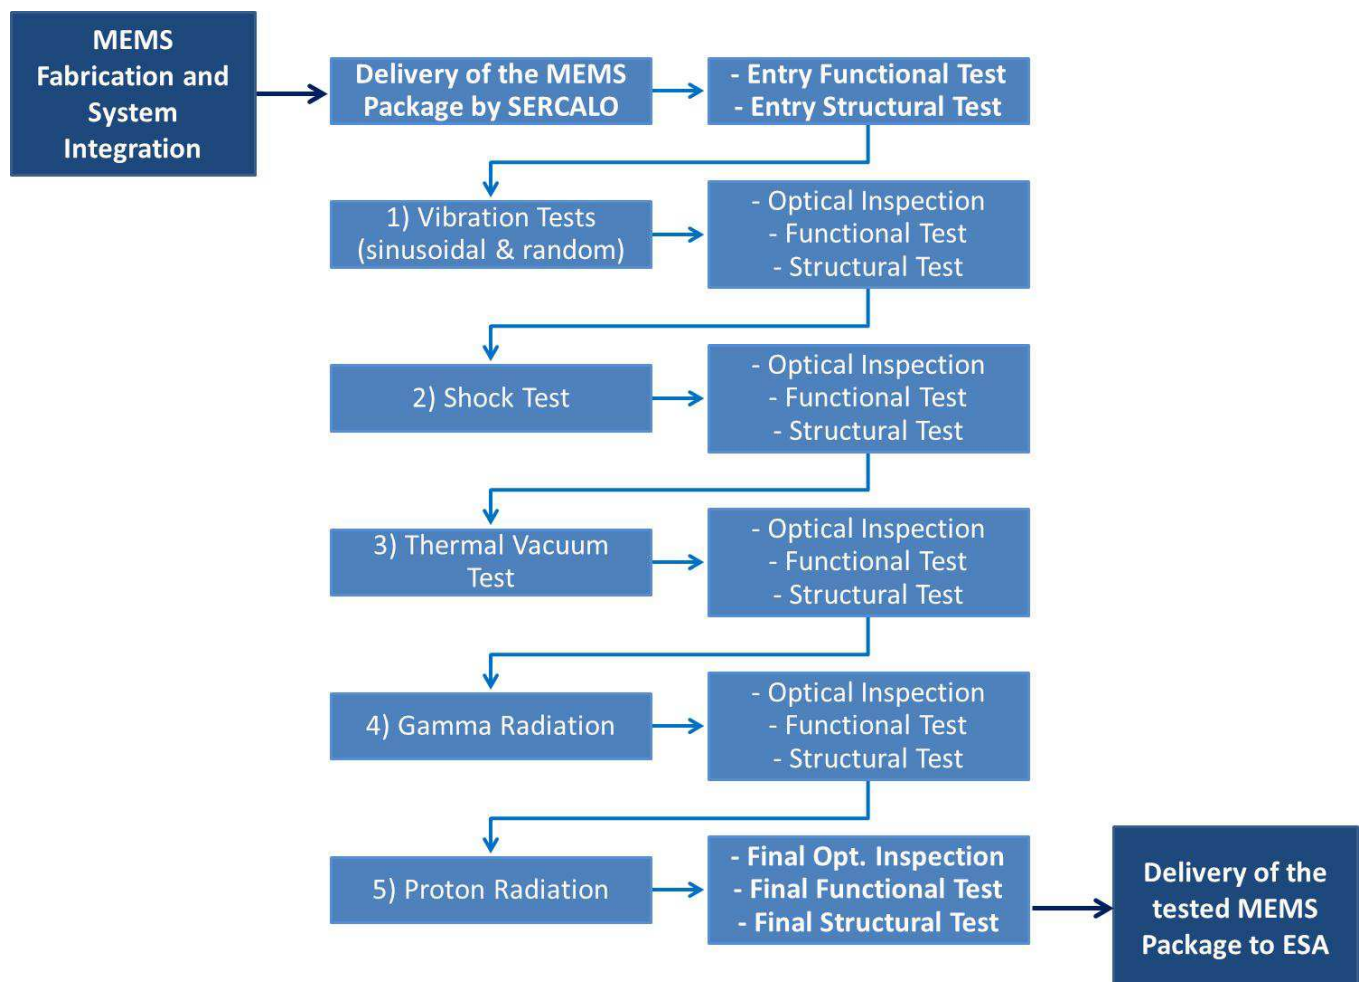 MEMS
Fabrication and
System
Integration
Delivery of the MEMS
Package by SERCALO
- Entry Functional Test
- Entry Structural Test
1) Vibration Tests
(sinusoidal & random)
- Optical Inspection
- Functional Test
- Structural Test
2) Shock Test
- Optical Inspection
- Functional Test
- Structural Test
3) Thermal Vacuum
Test
- Optical Inspection
- Functional Test
- Structural Test
4) Gamma Radiation
- Optical Inspection
- Functional Test
- Structural Test
5) Proton Radiation
- Final Opt. Inspection
- Final Functional Test
- Final Structural Test
Delivery of the
tested MEMS
Package to ESA